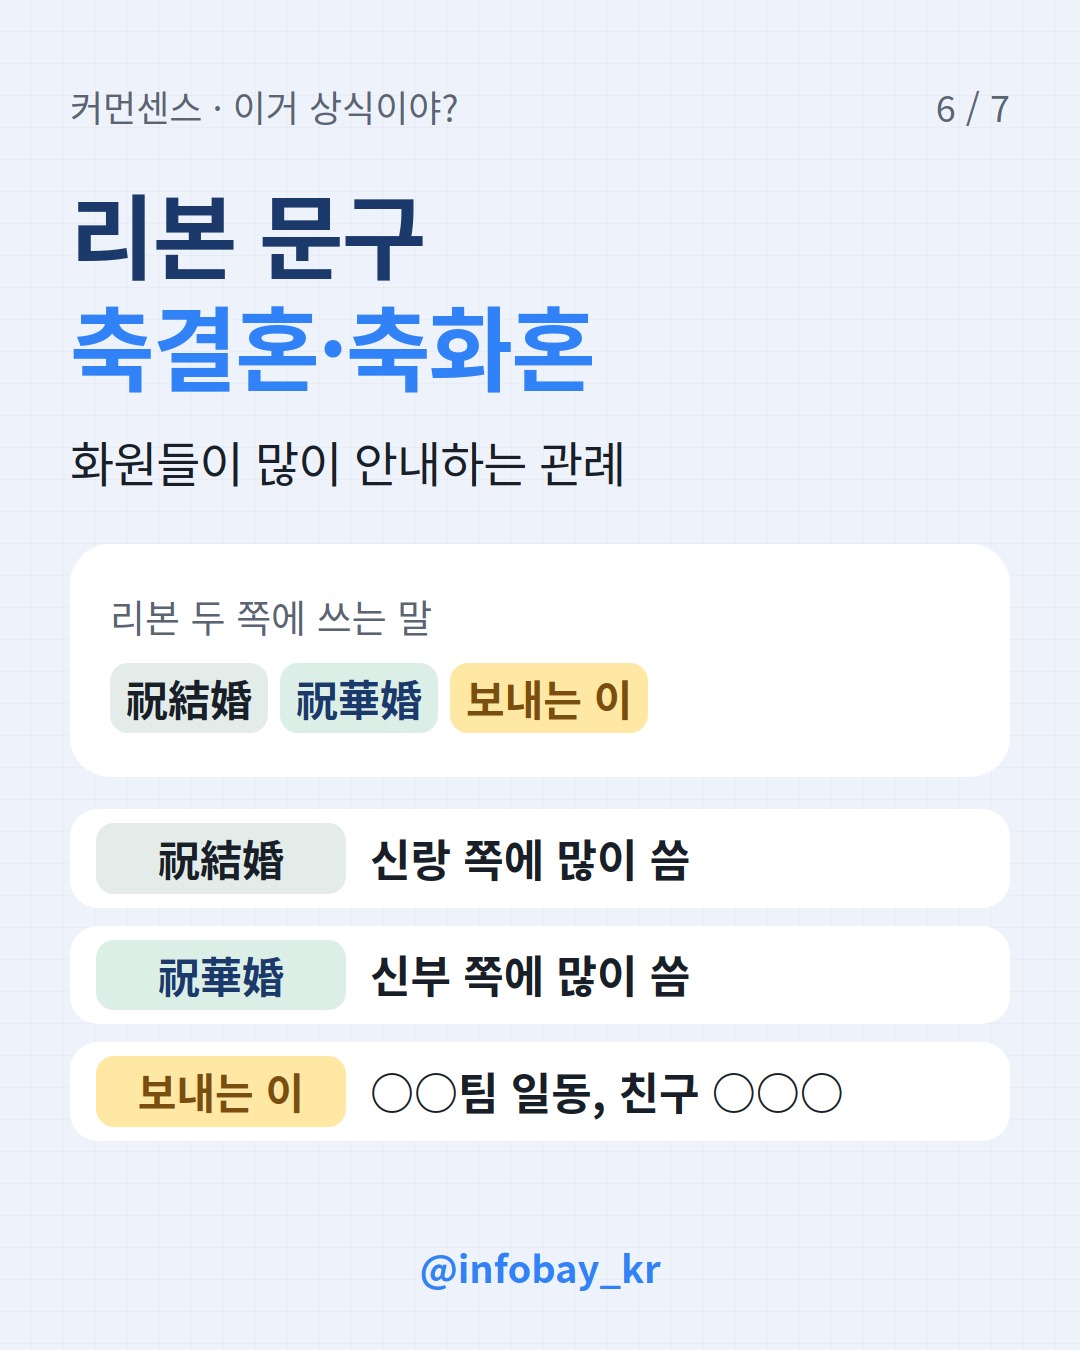 커먼센스 · 이거 상식이야?
6 / 7
리본 문구
축결혼·축화혼
화원들이 많이 안내하는 관례
리본 두 쪽에 쓰는 말
祝結婚 祝華婚 보내는 이
祝結婚 신랑 쪽에 많이 씀
祝華婚 신부 쪽에 많이 씀
보내는 이 ○○팀 일동, 친구 ○○○
@infobay_kr